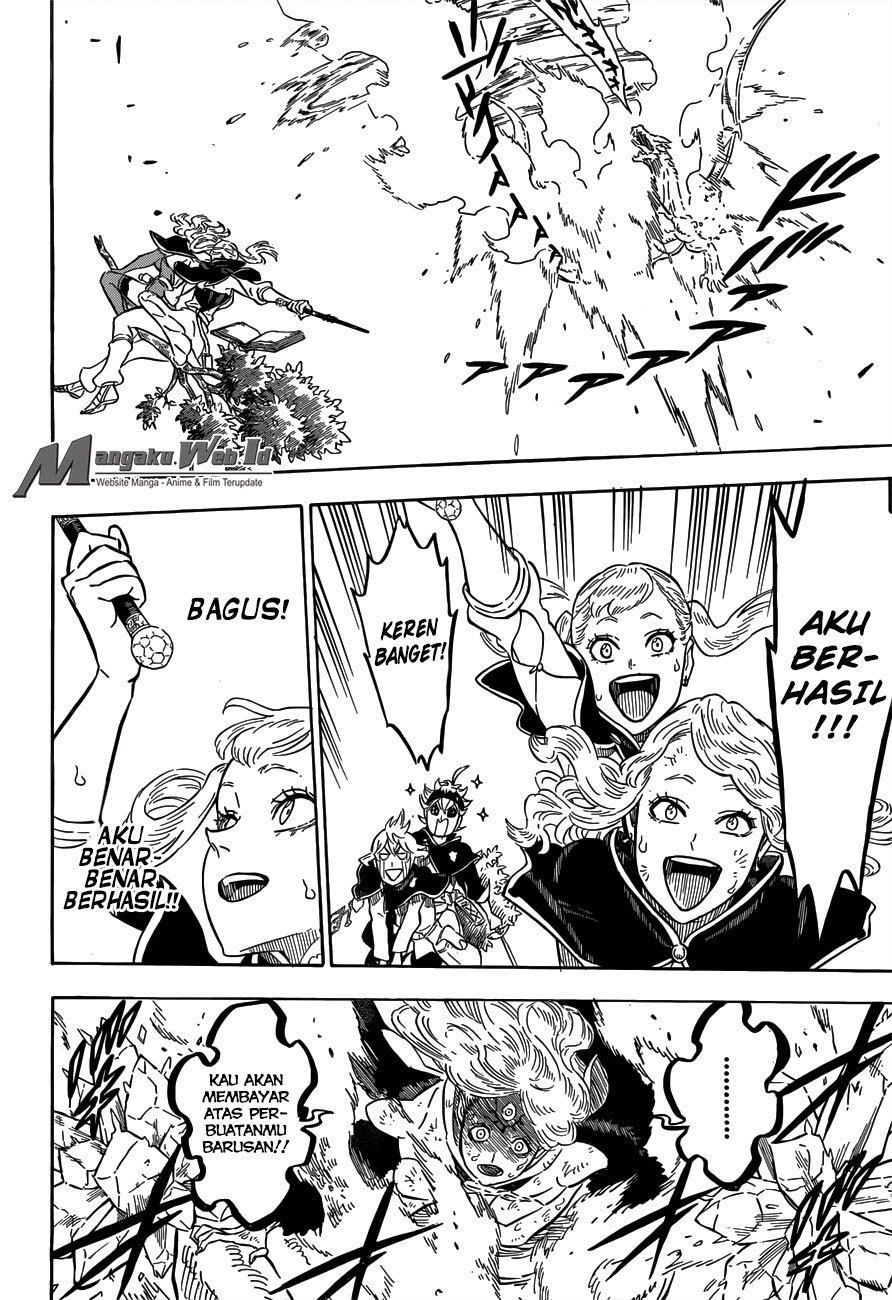 Mangaku.Web.Id
Website Manga - Anime & Film Terupdate
AKU
BER-
HASIL
!!!
KEREN
BANGET!
BAGUS!
AKU
BENAR-
BENAR
BERHASIL!!
.........
KAU AKAN
MEMBAYAR
ATAS PER-
BUATANMU
BARUSAN!!